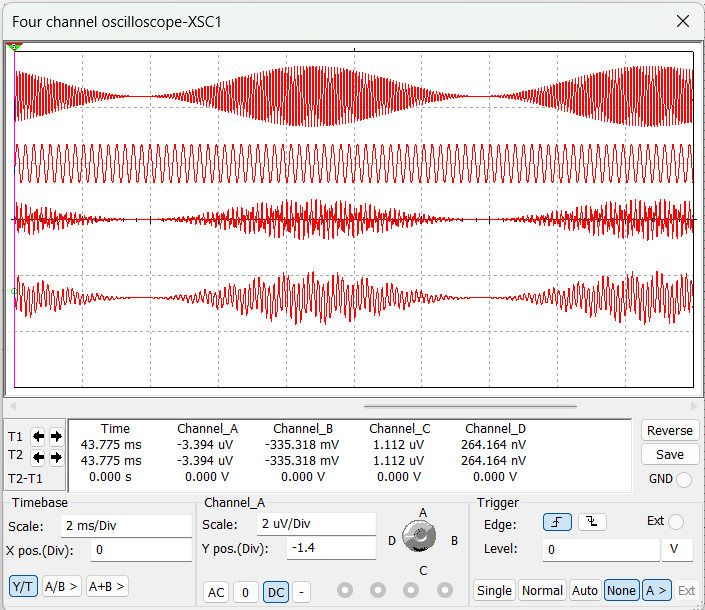 Four channel oscilloscope-XSC1
T1
T2
T2-T1
Time Channel_A Channel_B Channel_C Channel_D
43.775 ms -3.394 uV -335.318 mV 1.112 uV 264.164 nV
43.775 ms -3.394 uV -335.318 mV 1.112 uV 264.164 nV
0.000 s 0.000 V 0.000 V 0.000 V 0.000 V
Reverse
Save
GND
Timebase
Scale: 2 ms/Div
X pos.(Div): 0
Y/T A/B > A+B >
Channel_A
Scale: 2 uV/Div
Y pos.(Div): -1.4
AC 0 DC -
A
D B
C
Trigger
Edge: Ext
Level: 0 V
Single Normal Auto None A > Ext